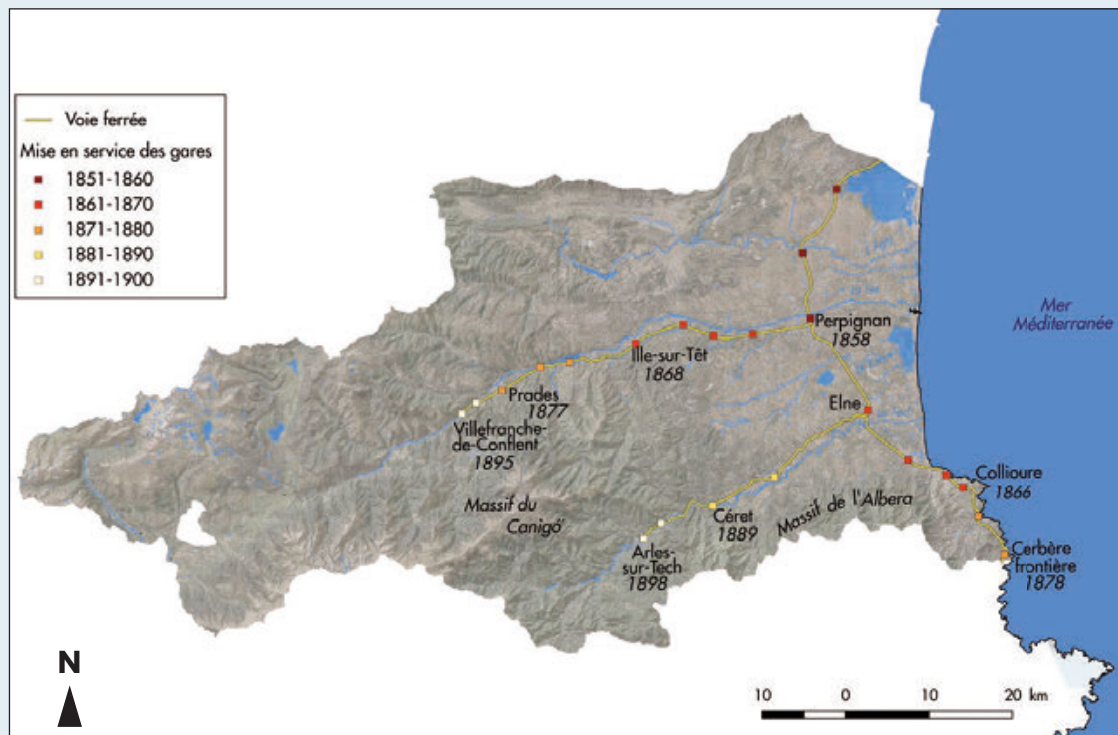 Voie ferrée
Mise en service des gares
1851-1860
1861-1870
1871-1880
1881-1890
1891-1900
Mer
Méditerranée
Perpignan
1858
Ille-sur-Têt
1868
Elne
Prades
1877
Villefranche-
de-Conflent
1895
Collioure
1866
Massif du
Canigó
Massif de l'Albera
Céret
1889
Arles-
sur-Tech
1898
Cerbère
frontière
1878
N
10 0 10 20 km